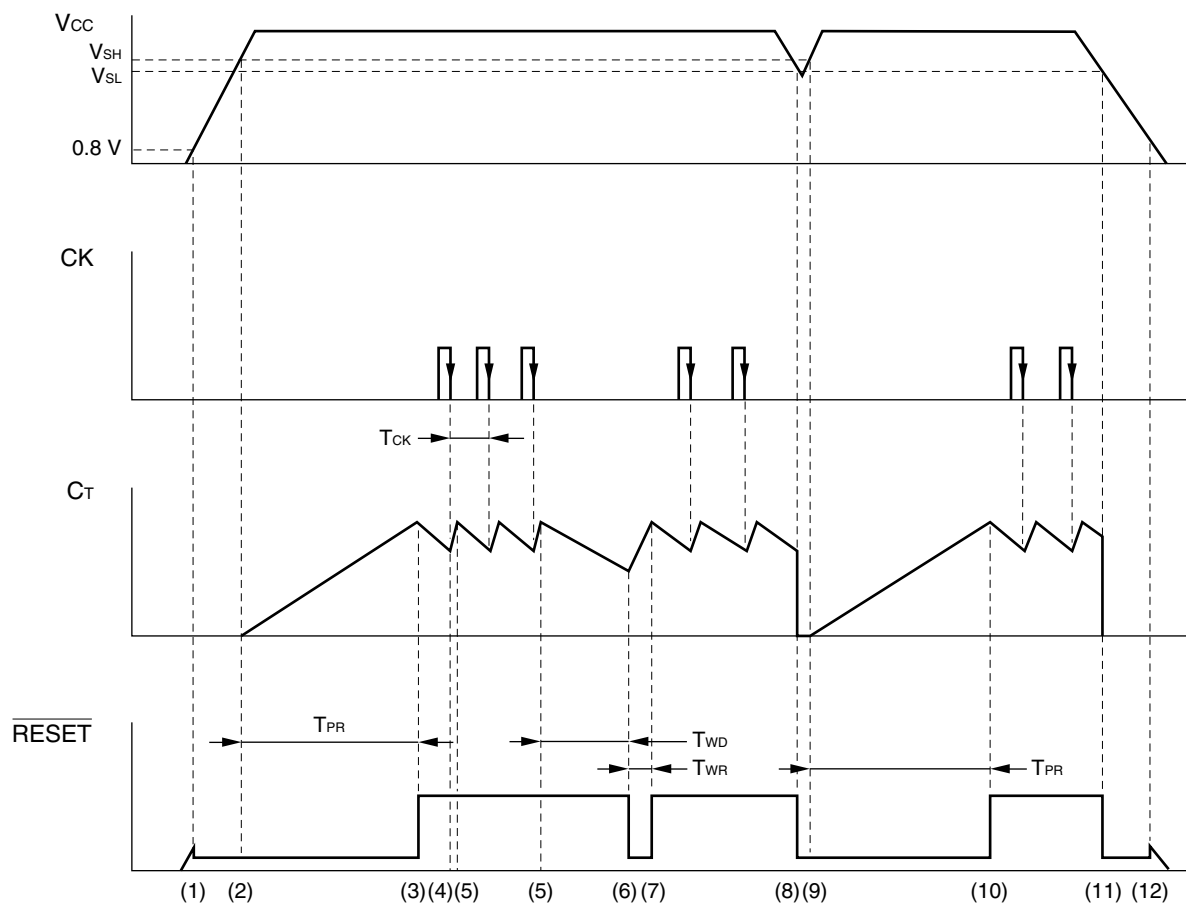 VCC
VSH
VSL
0.8 V
CK
TCK
CT
RESET
TPR
TWD
TWR
TPR
(1) (2) (3) (4) (5) (5) (6) (7) (8) (9) (10) (11) (12)